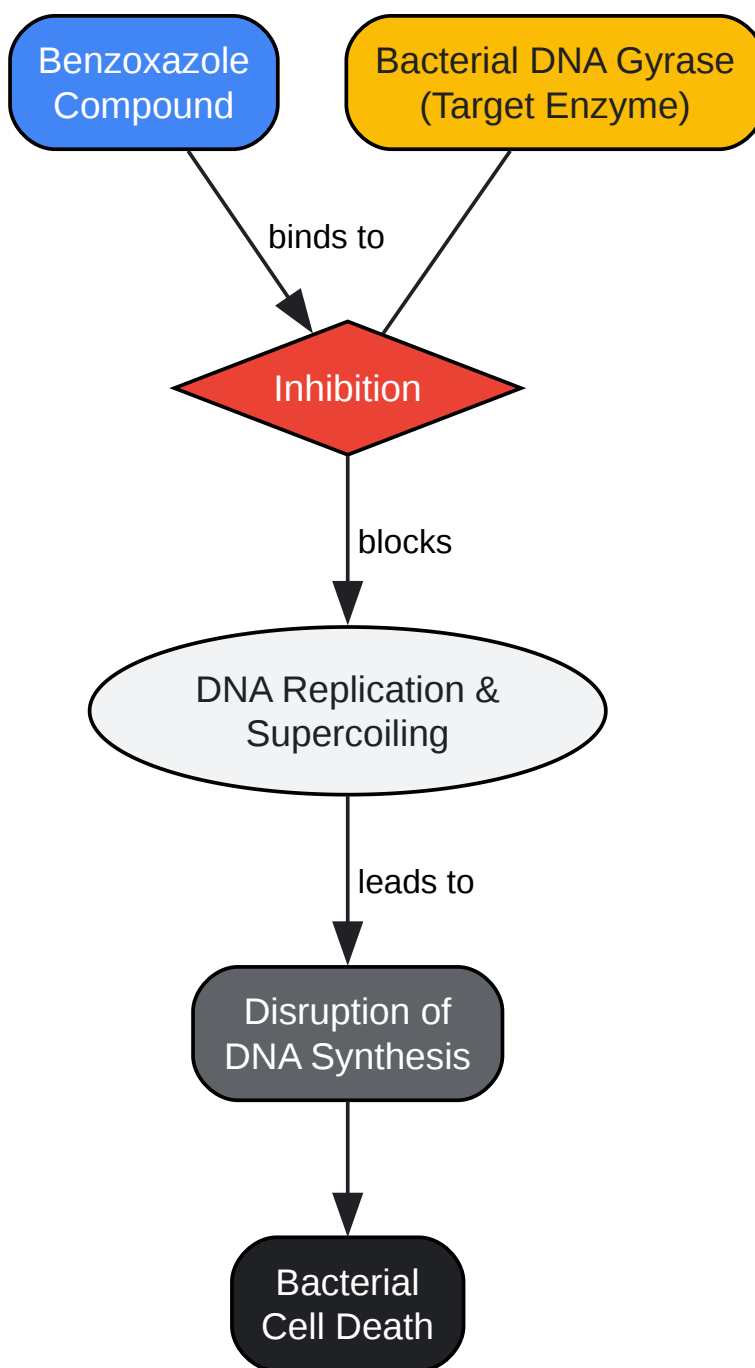 Benzoxazole
Compound
Bacterial DNA Gyrase
(Target Enzyme)
binds to
Inhibition
blocks
DNA Replication &
Supercoiling
leads to
Disruption of
DNA Synthesis
Bacterial
Cell Death